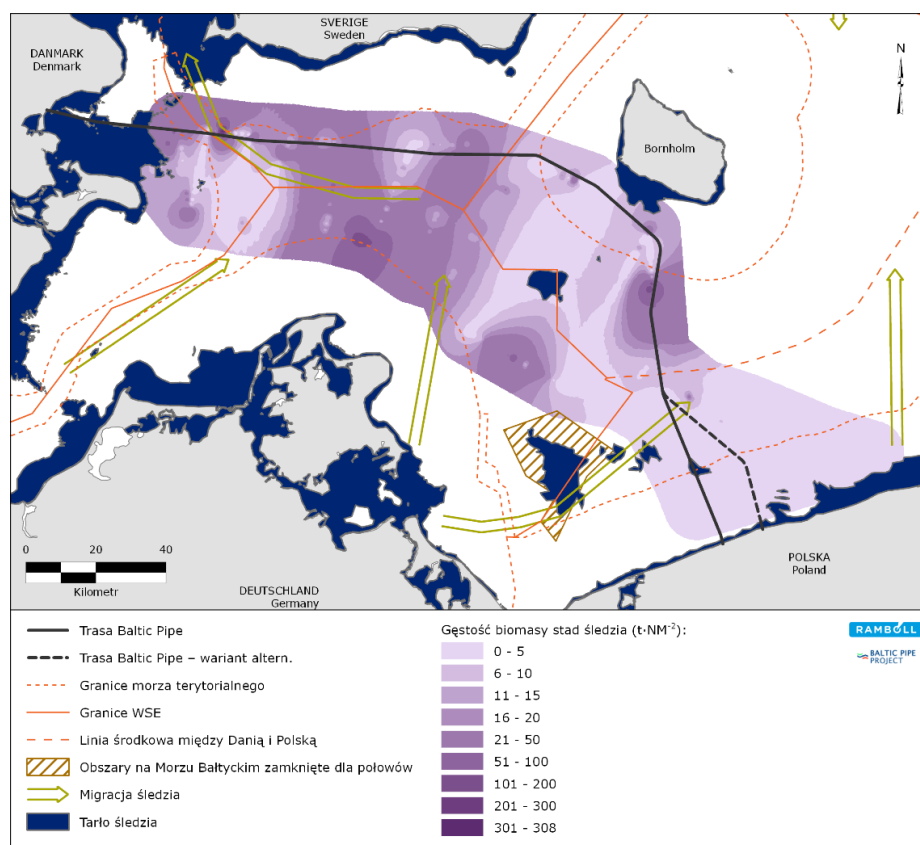 SVERIGE
Sweden
DANMARK
Denmark
N
Bornholm
0 20 40
Kilometr
DEUTSCHLAND
Germany
POLSKA
Poland
Trasa Baltic Pipe
Trasa Baltic Pipe – wariant altern.
Granice morza terytorialnego
Granice WSE
Linia środkowa między Danią i Polską
Obszary na Morzu Bałtyckim zamknięte dla połowów
Migracja śledzia
Tarło śledzia
Gęstość biomasy stad śledzia (t·NM⁻²):
0 - 5
6 - 10
11 - 15
16 - 20
21 - 50
51 - 100
101 - 200
201 - 300
301 - 308
RAMBOLL
BALTIC PIPE
PROJECT